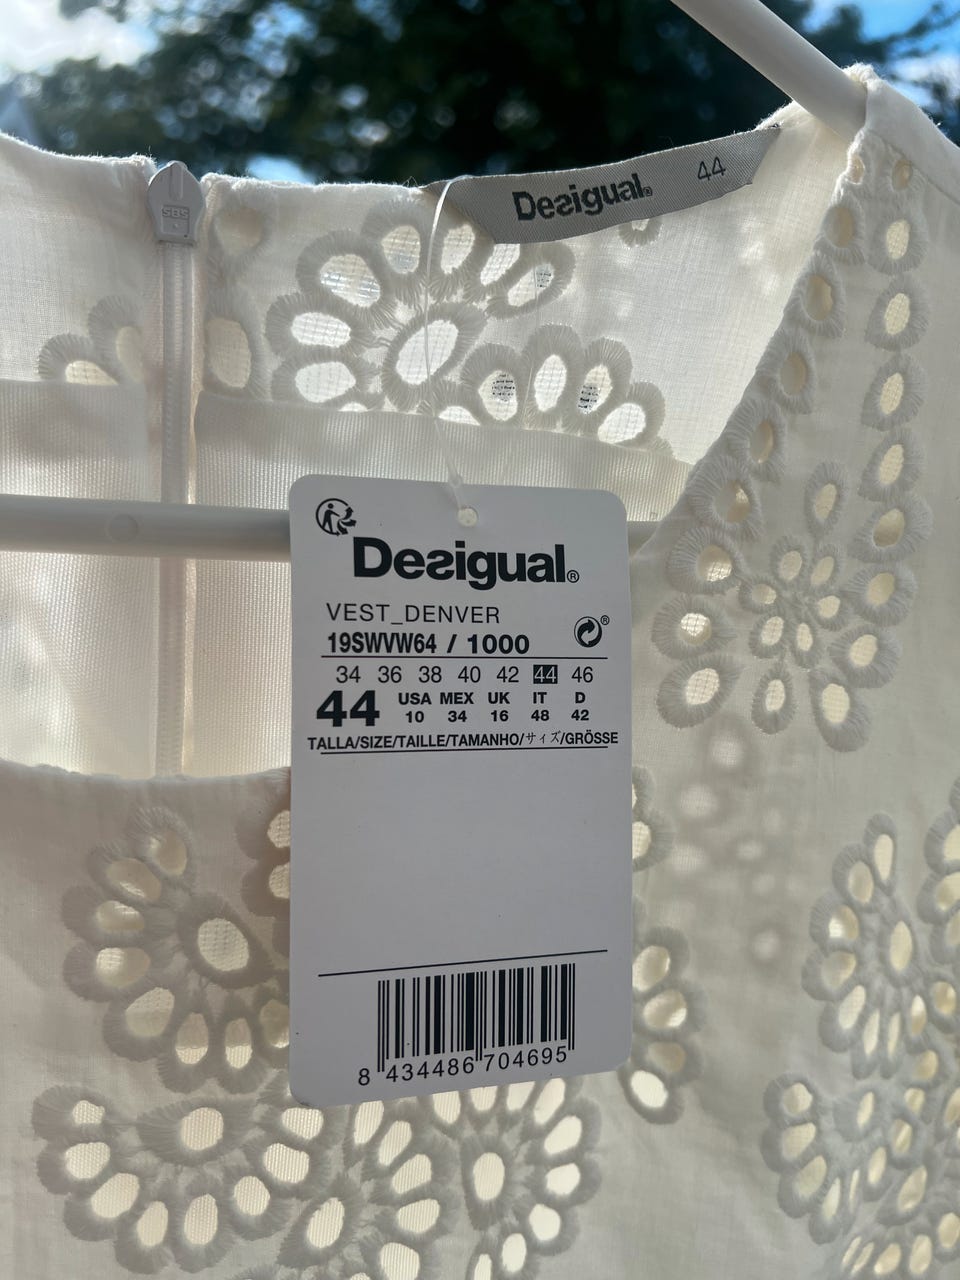 SBS
Desigual® 44
Desigual®
VEST_DENVER
19SWVW64 / 1000
34 36 38 40 42 44 46
44 USA MEX UK IT D
10 34 16 48 42
TALLA/SIZE/TAILLE/TAMANHO/サイズ/GRÖSSE
8 434486 704695